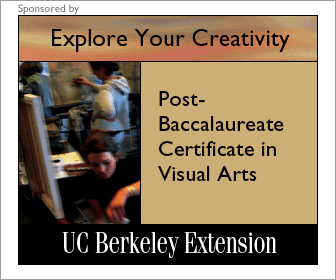 Sponsored by
Explore Your Creativity
Post-
Baccalaureate
Certificate in
Visual Arts
UC Berkeley Extension